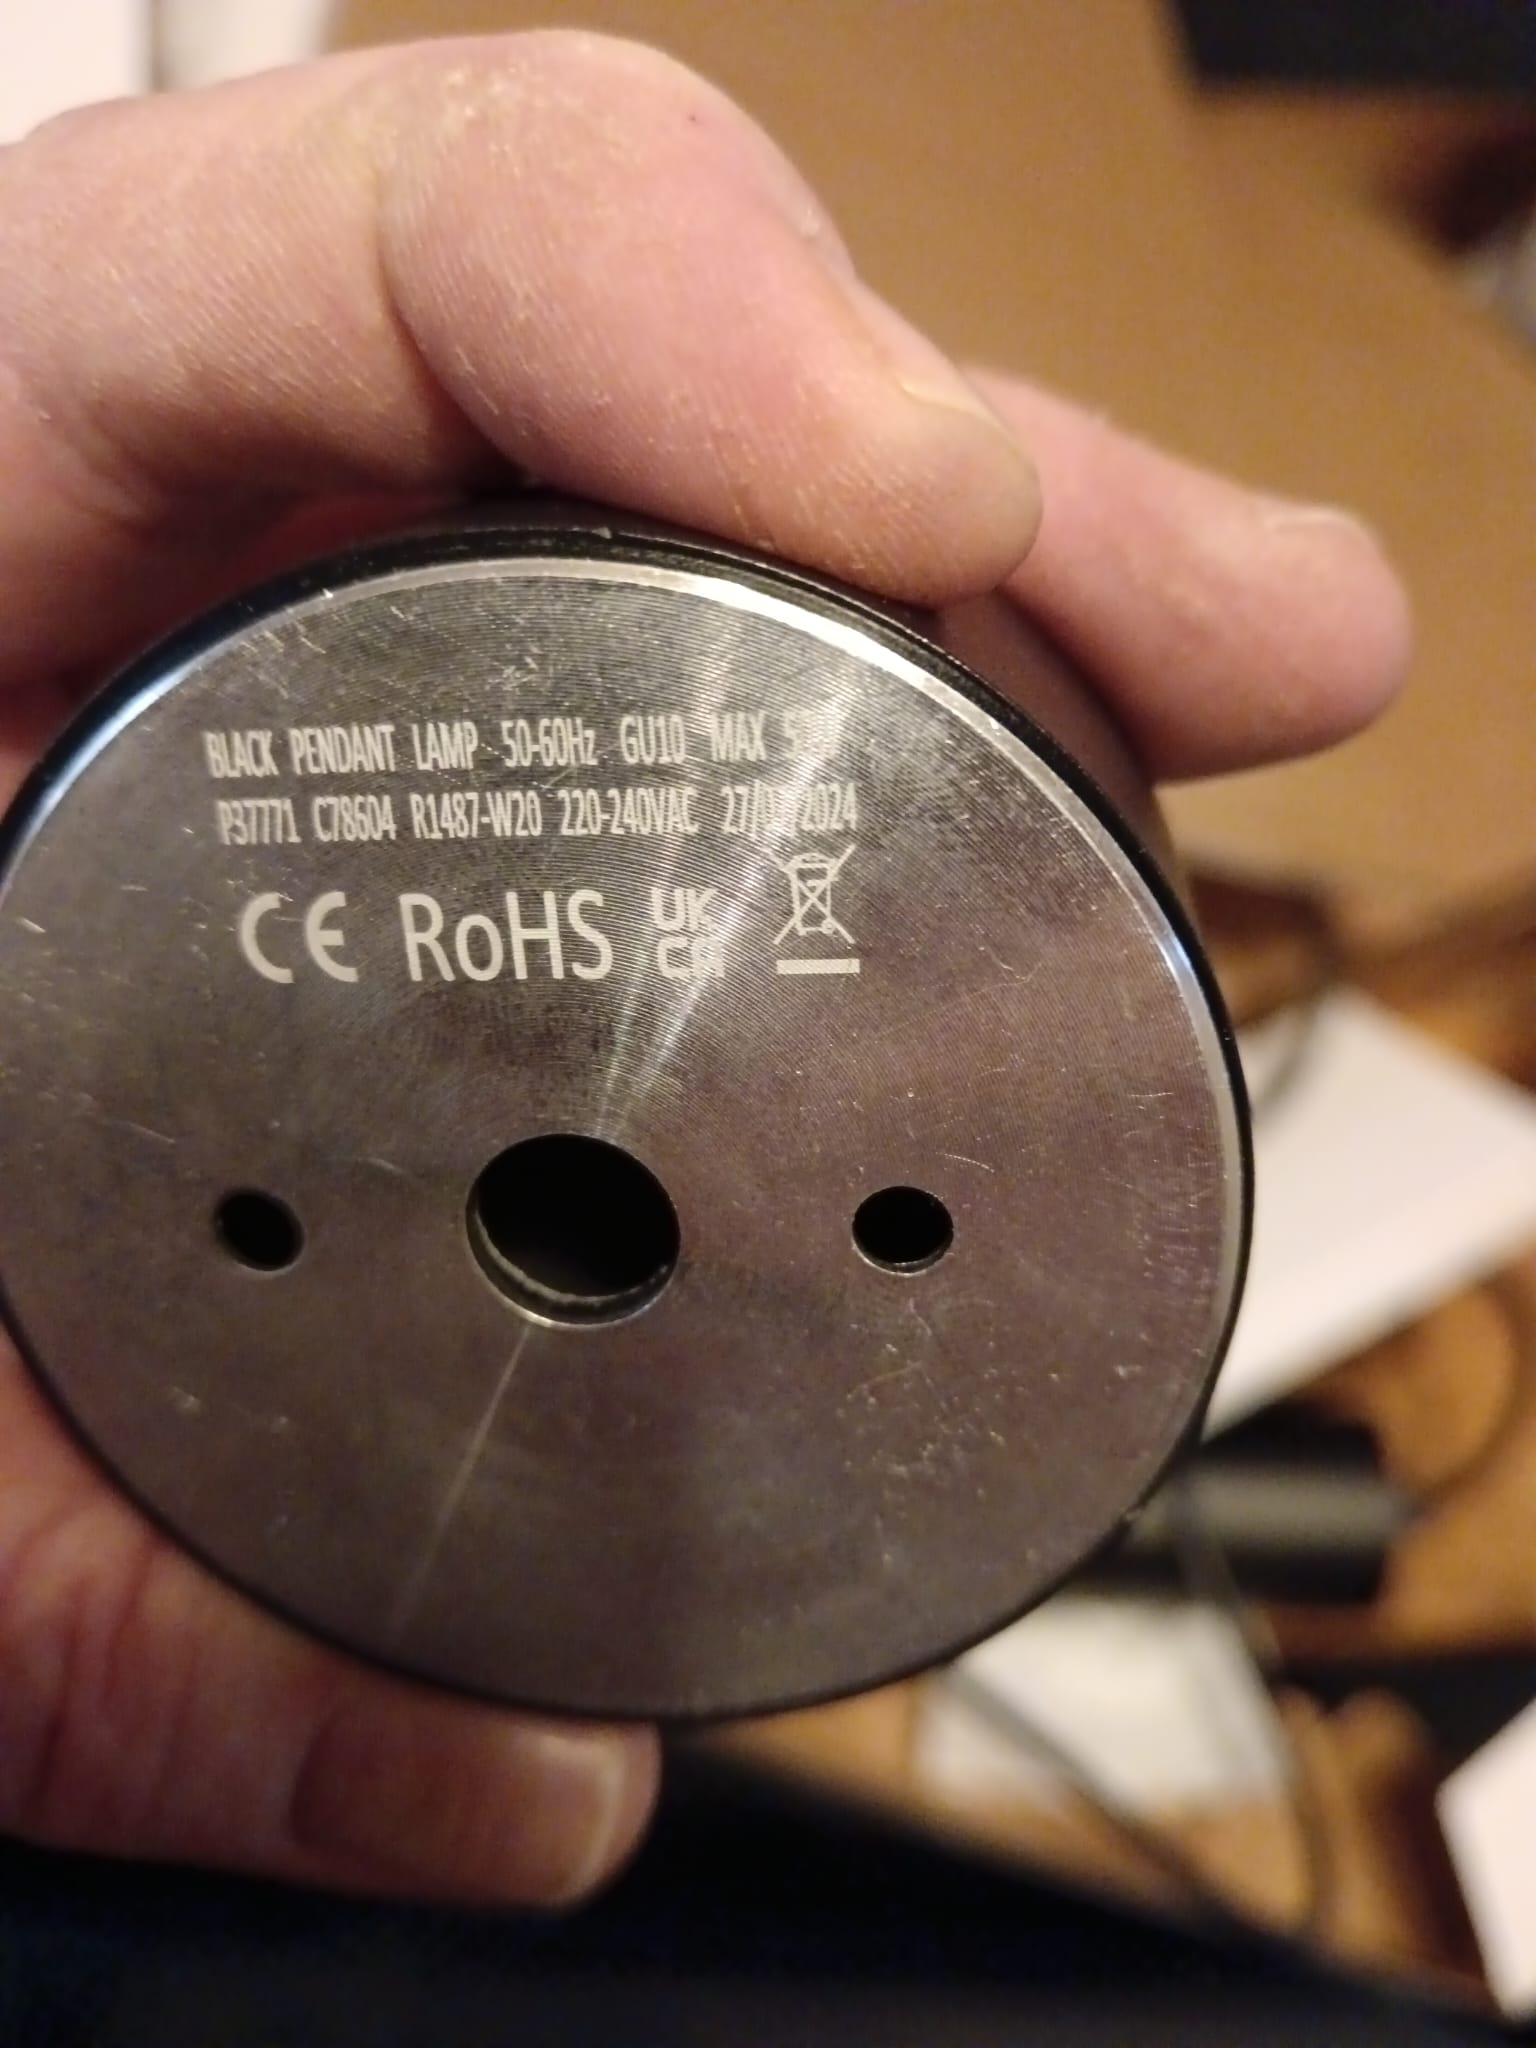 BLACK PENDANT LAMP 50-60Hz GU10 MAX
P37771 C78604 R1487-W20 220-240VAC
CE RoHS UK
CA